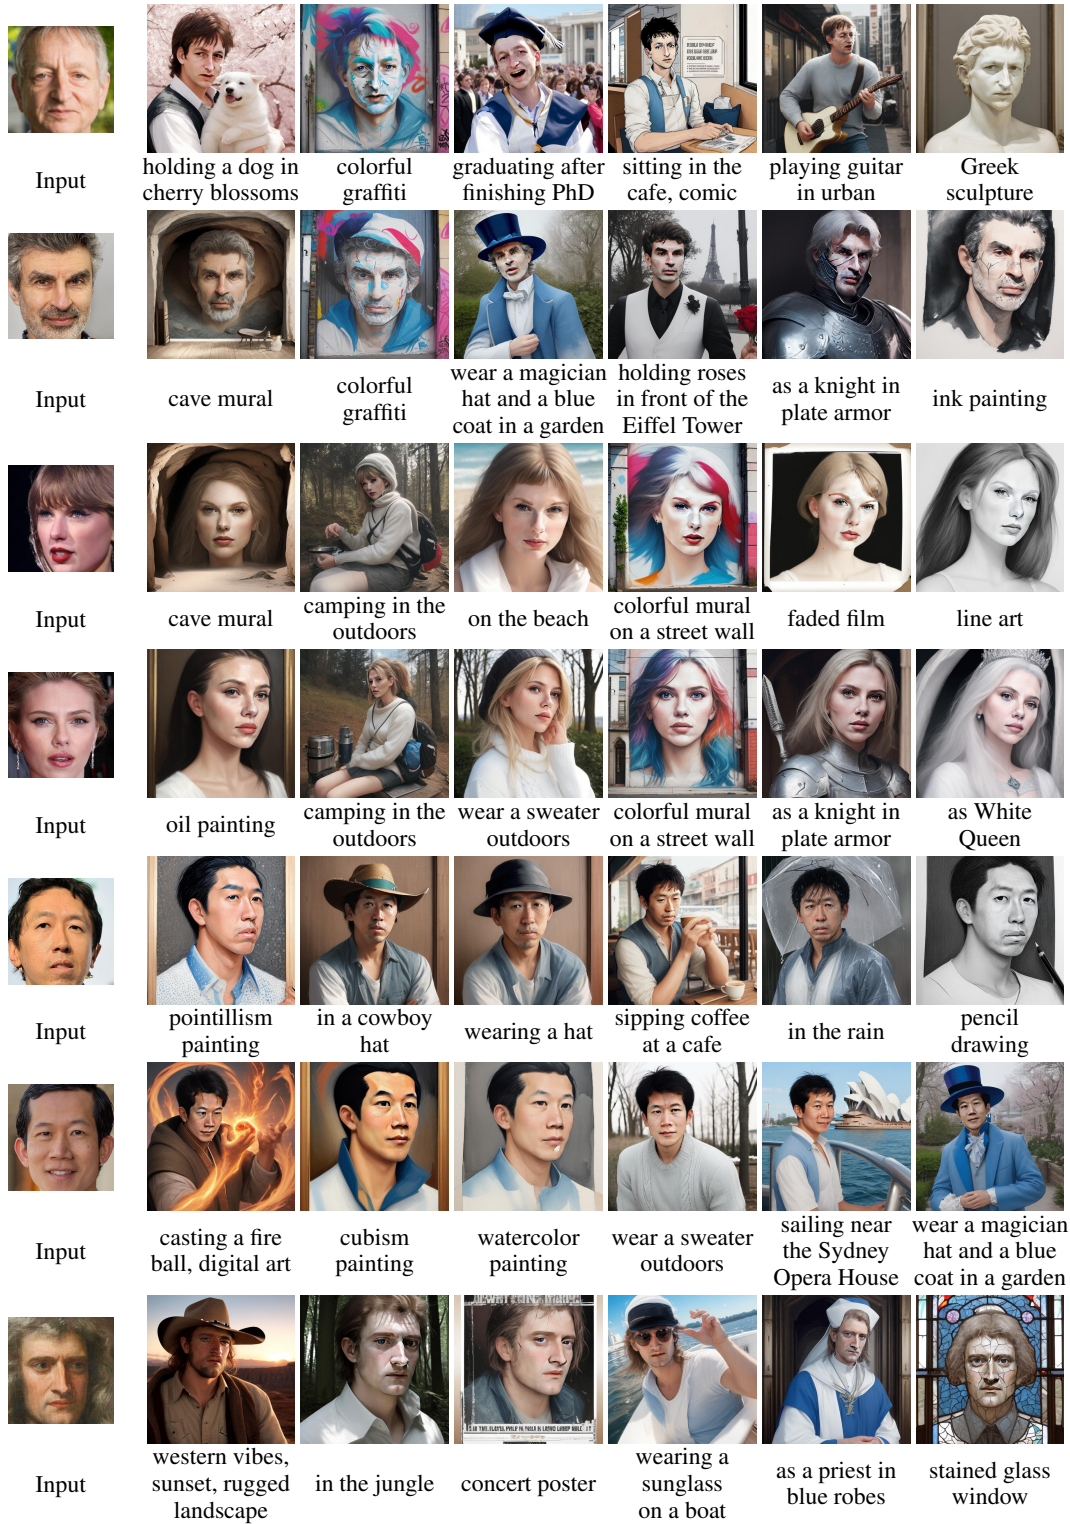 Input
holding a dog in
cherry blossoms
colorful
graffiti
graduating after
finishing PhD
sitting in the
cafe, comic
playing guitar
in urban
Greek
sculpture
Input
cave mural
colorful
graffiti
wear a magician
hat and a blue
coat in a garden
holding roses
in front of the
Eiffel Tower
as a knight in
plate armor
ink painting
Input
cave mural
camping in the
outdoors
on the beach
colorful mural
on a street wall
faded film
line art
Input
oil painting
camping in the
outdoors
wear a sweater
outdoors
colorful mural
on a street wall
as a knight in
plate armor
as White
Queen
Input
pointillism
painting
in a cowboy
hat
wearing a hat
sipping coffee
at a cafe
in the rain
pencil
drawing
Input
casting a fire
ball, digital art
cubism
painting
watercolor
painting
wear a sweater
outdoors
sailing near
the Sydney
Opera House
wear a magician
hat and a blue
coat in a garden
Input
western vibes,
sunset, rugged
landscape
in the jungle
concert poster
wearing a
sunglass
on a boat
as a priest in
blue robes
stained glass
window